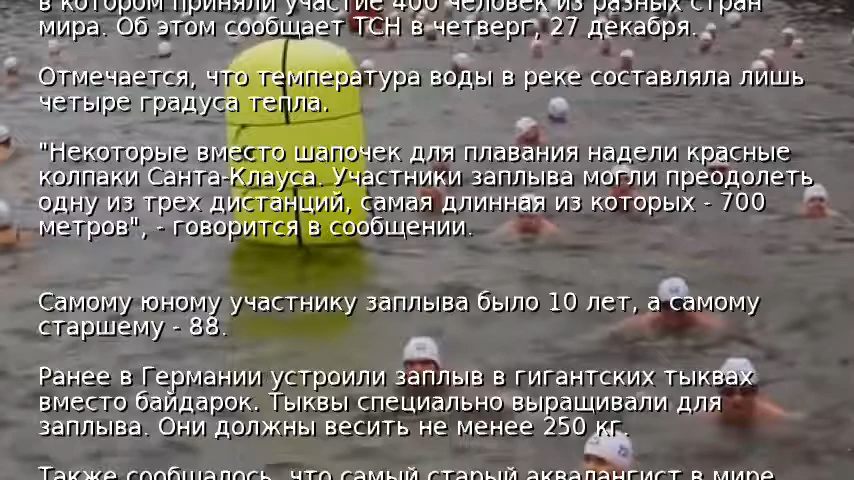 в котором приняли участие 400 человек из разных стран
мира. Об этом сообщает ТСН в четверг, 27 декабря.
Отмечается, что температура воды в реке составляла лишь
четыре градуса тепла.
"Некоторые вместо шапочек для плавания надели красные
колпаки Санта-Клауса. Участники заплыва могли преодолеть
одну из трех дистанций, самая длинная из которых - 700
метров", - говорится в сообщении.
Самому юному участнику заплыва было 10 лет, а самому
старшему - 88.
Ранее в Германии устроили заплыв в гигантских тыквах
вместо байдарок. Тыквы специально выращивали для
заплыва. Они должны весить не менее 250 кг.
Также сообщалось, что самый старый аквалангист в мире